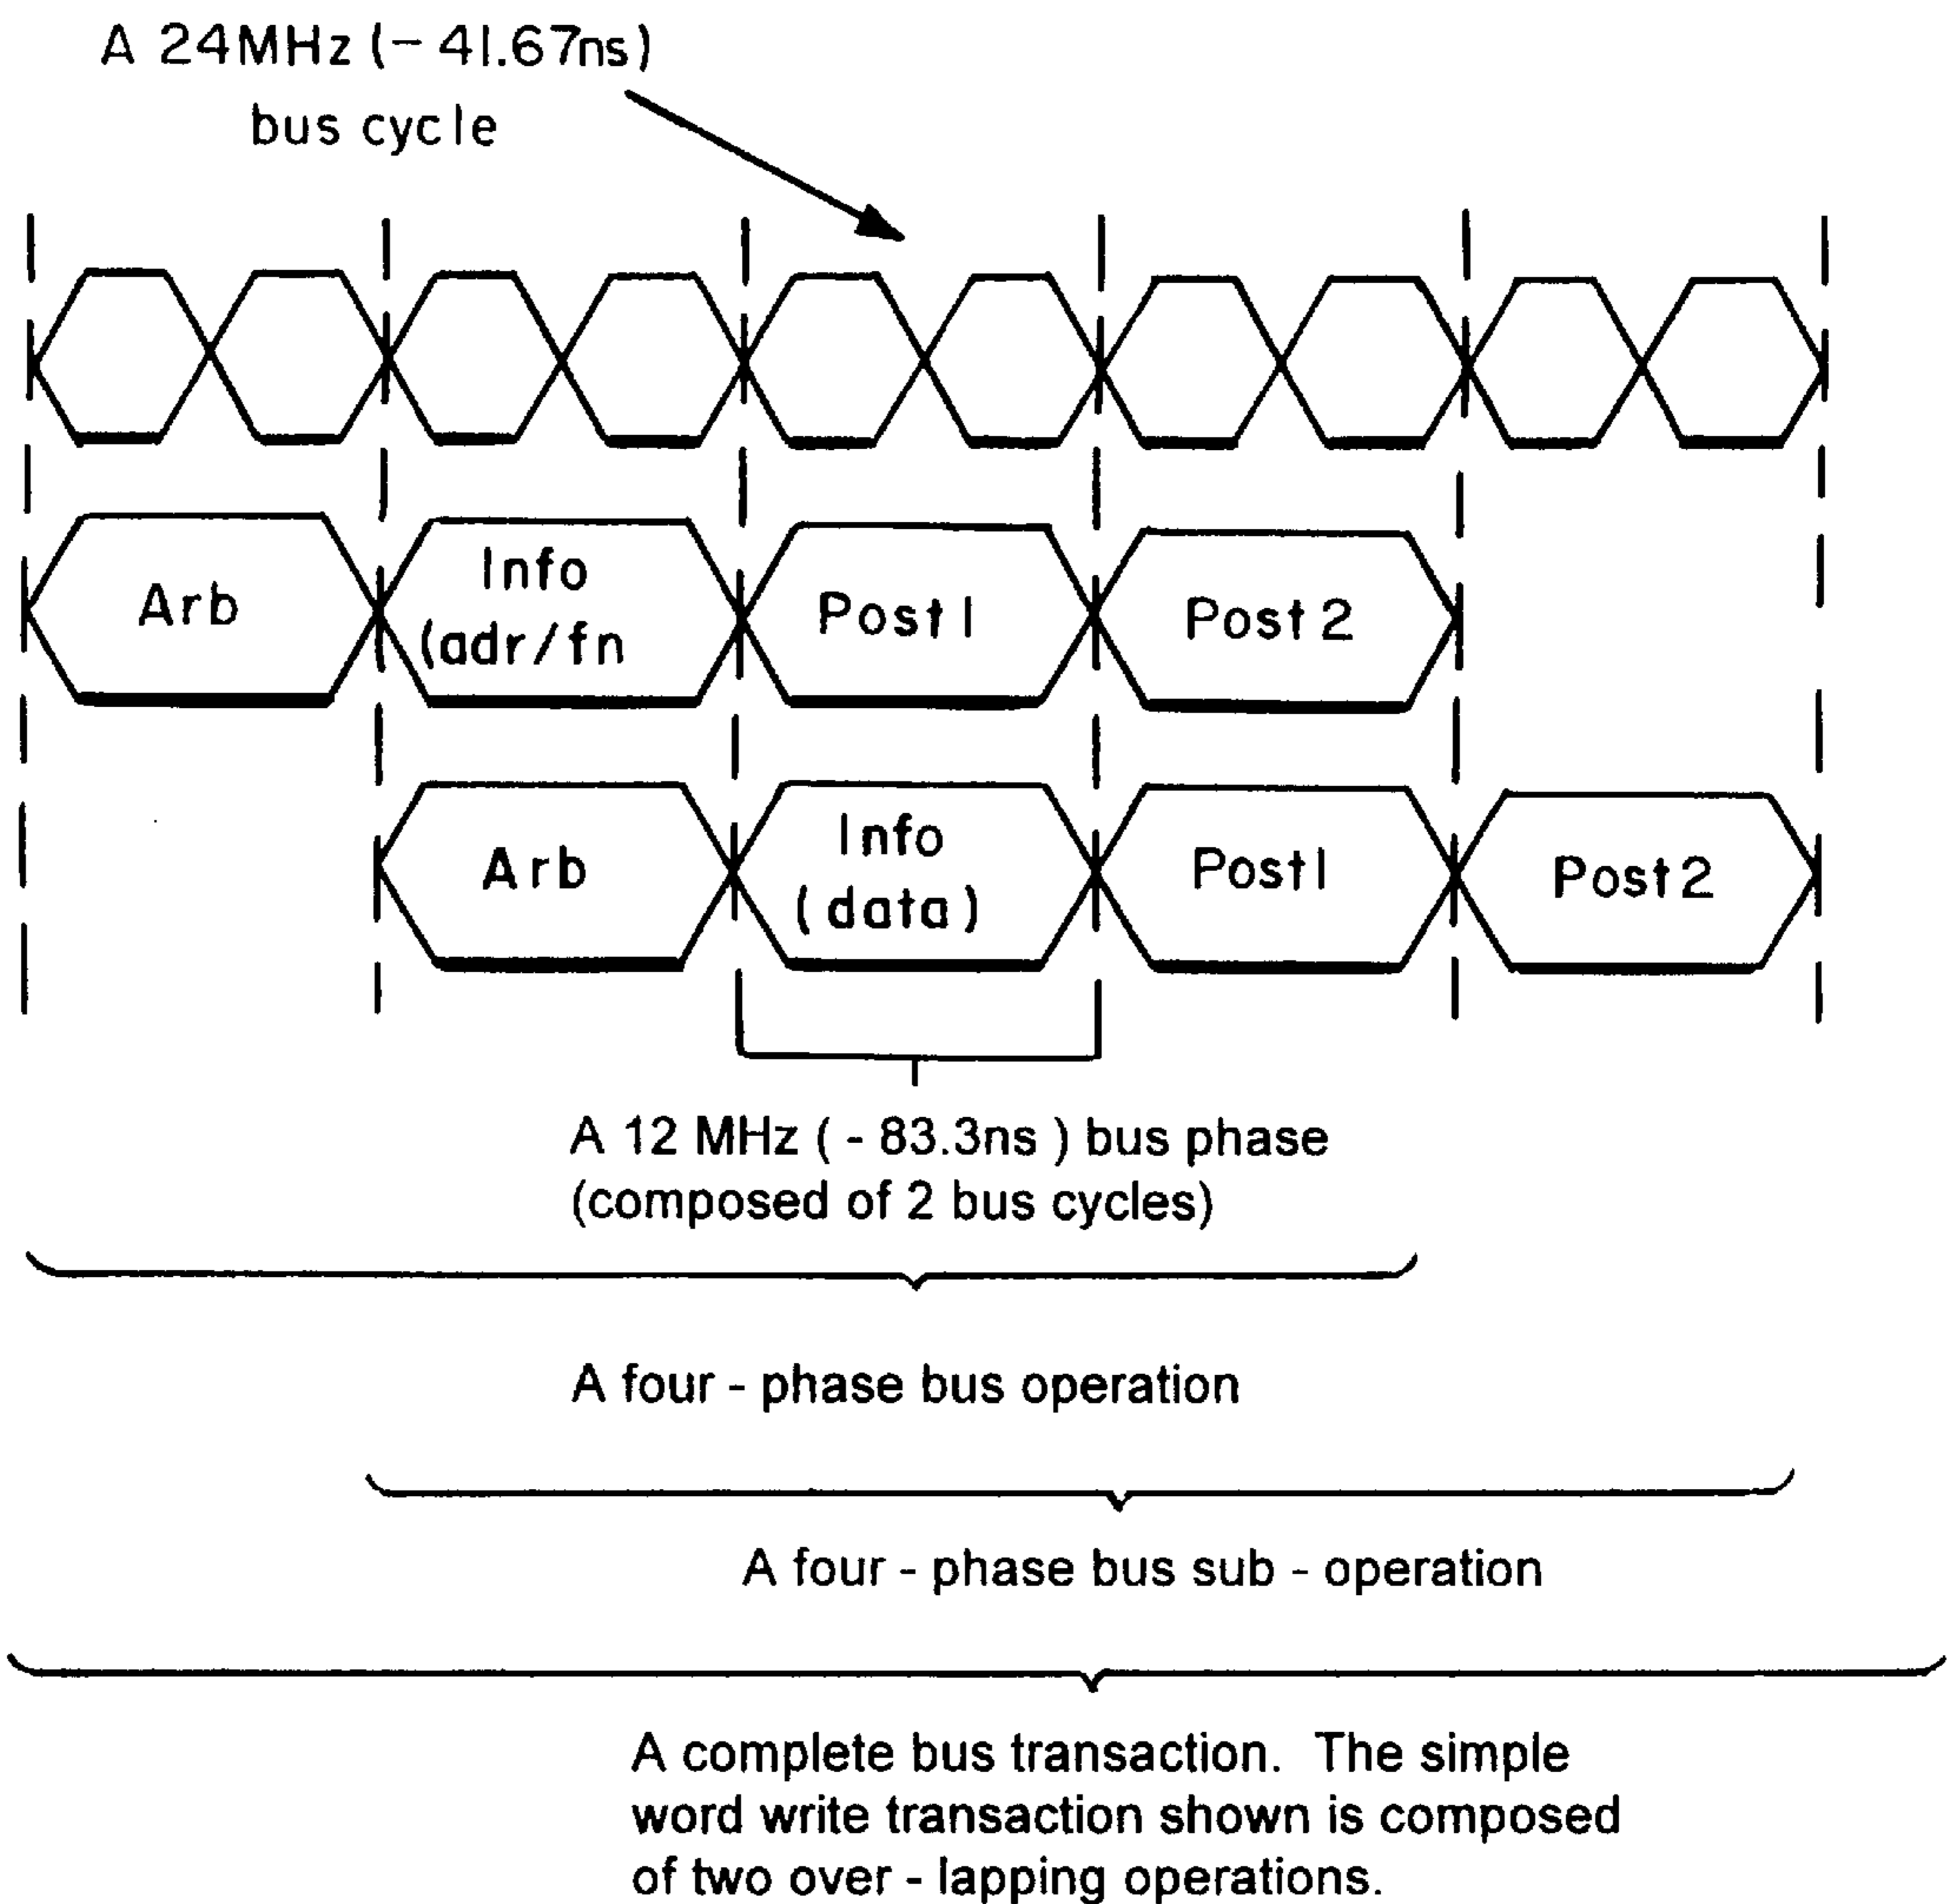 A 24MHz (- 41.67ns)
bus cycle
Arb
Info
(adr/fn
Post1
Post2
Arb
Info
(data)
Post1
Post2
A 12 MHz ( - 83.3ns ) bus phase
(composed of 2 bus cycles)
A four - phase bus operation
A four - phase bus sub - operation
A complete bus transaction. The simple
word write transaction shown is composed
of two over - lapping operations.